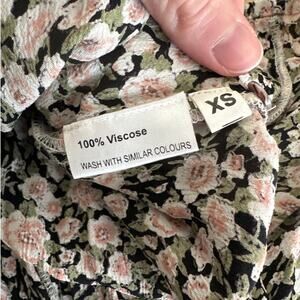 100% Viscose
WASH WITH SIMILAR COLOURS
XS